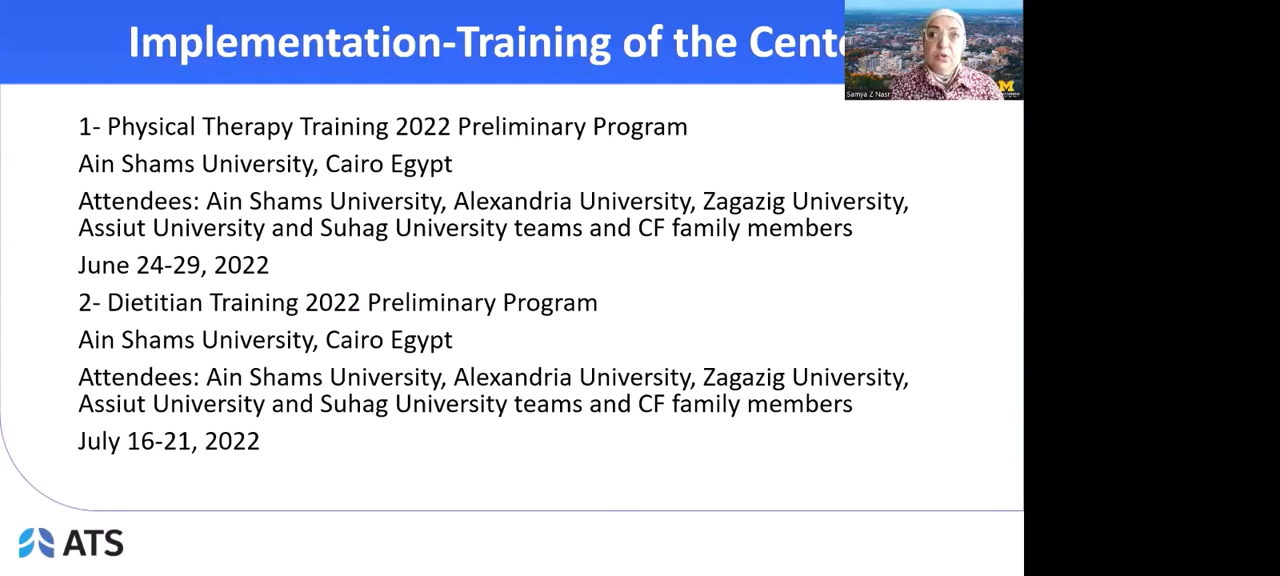 Implementation-Training of the Cent
Samya Z Nasr
1- Physical Therapy Training 2022 Preliminary Program
Ain Shams University, Cairo Egypt
Attendees: Ain Shams University, Alexandria University, Zagazig University,
Assiut University and Suhag University teams and CF family members
June 24-29, 2022
2- Dietitian Training 2022 Preliminary Program
Ain Shams University, Cairo Egypt
Attendees: Ain Shams University, Alexandria University, Zagazig University,
Assiut University and Suhag University teams and CF family members
July 16-21, 2022
ATS